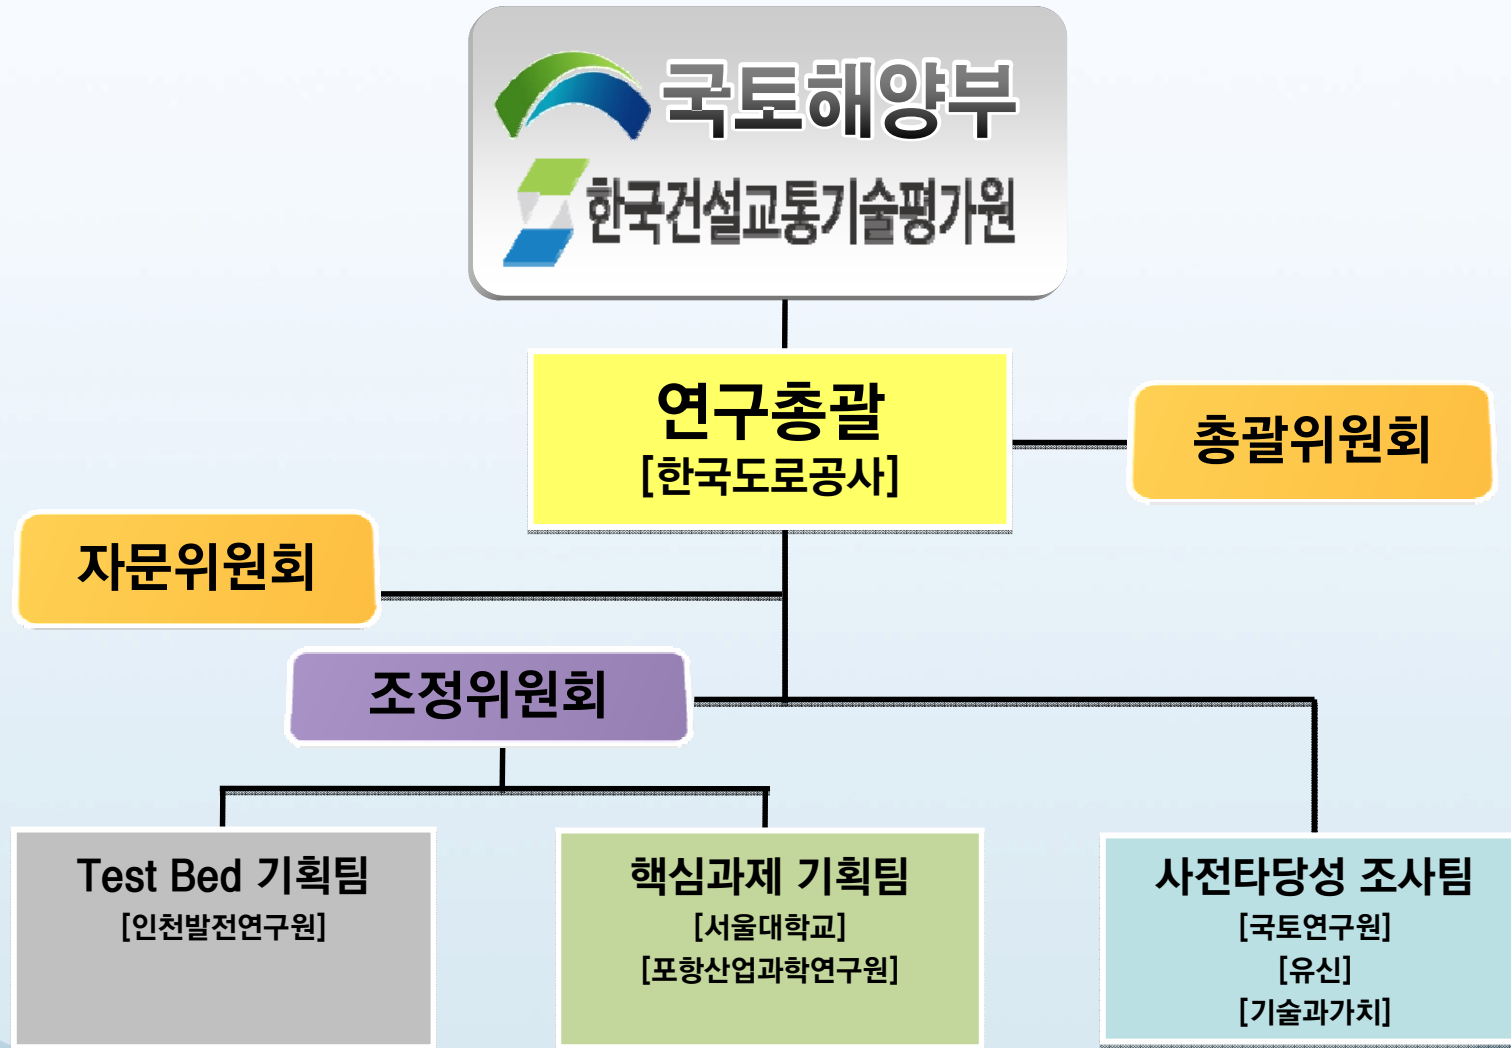 국토해양부
한국건설교통기술평가원
연구총괄
[한국도로공사]
총괄위원회
자문위원회
조정위원회
Test Bed 기획팀
[인천발전연구원]
핵심과제 기획팀
[서울대학교]
[포항산업과학연구원]
사전타당성 조사팀
[국토연구원]
[유신]
[기술과가치]